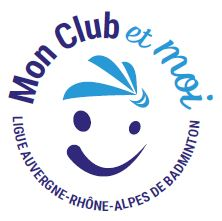 Mon Club et moi
LIGUE AUVERGNE-RHÔNE-ALPES DE BADMINTON